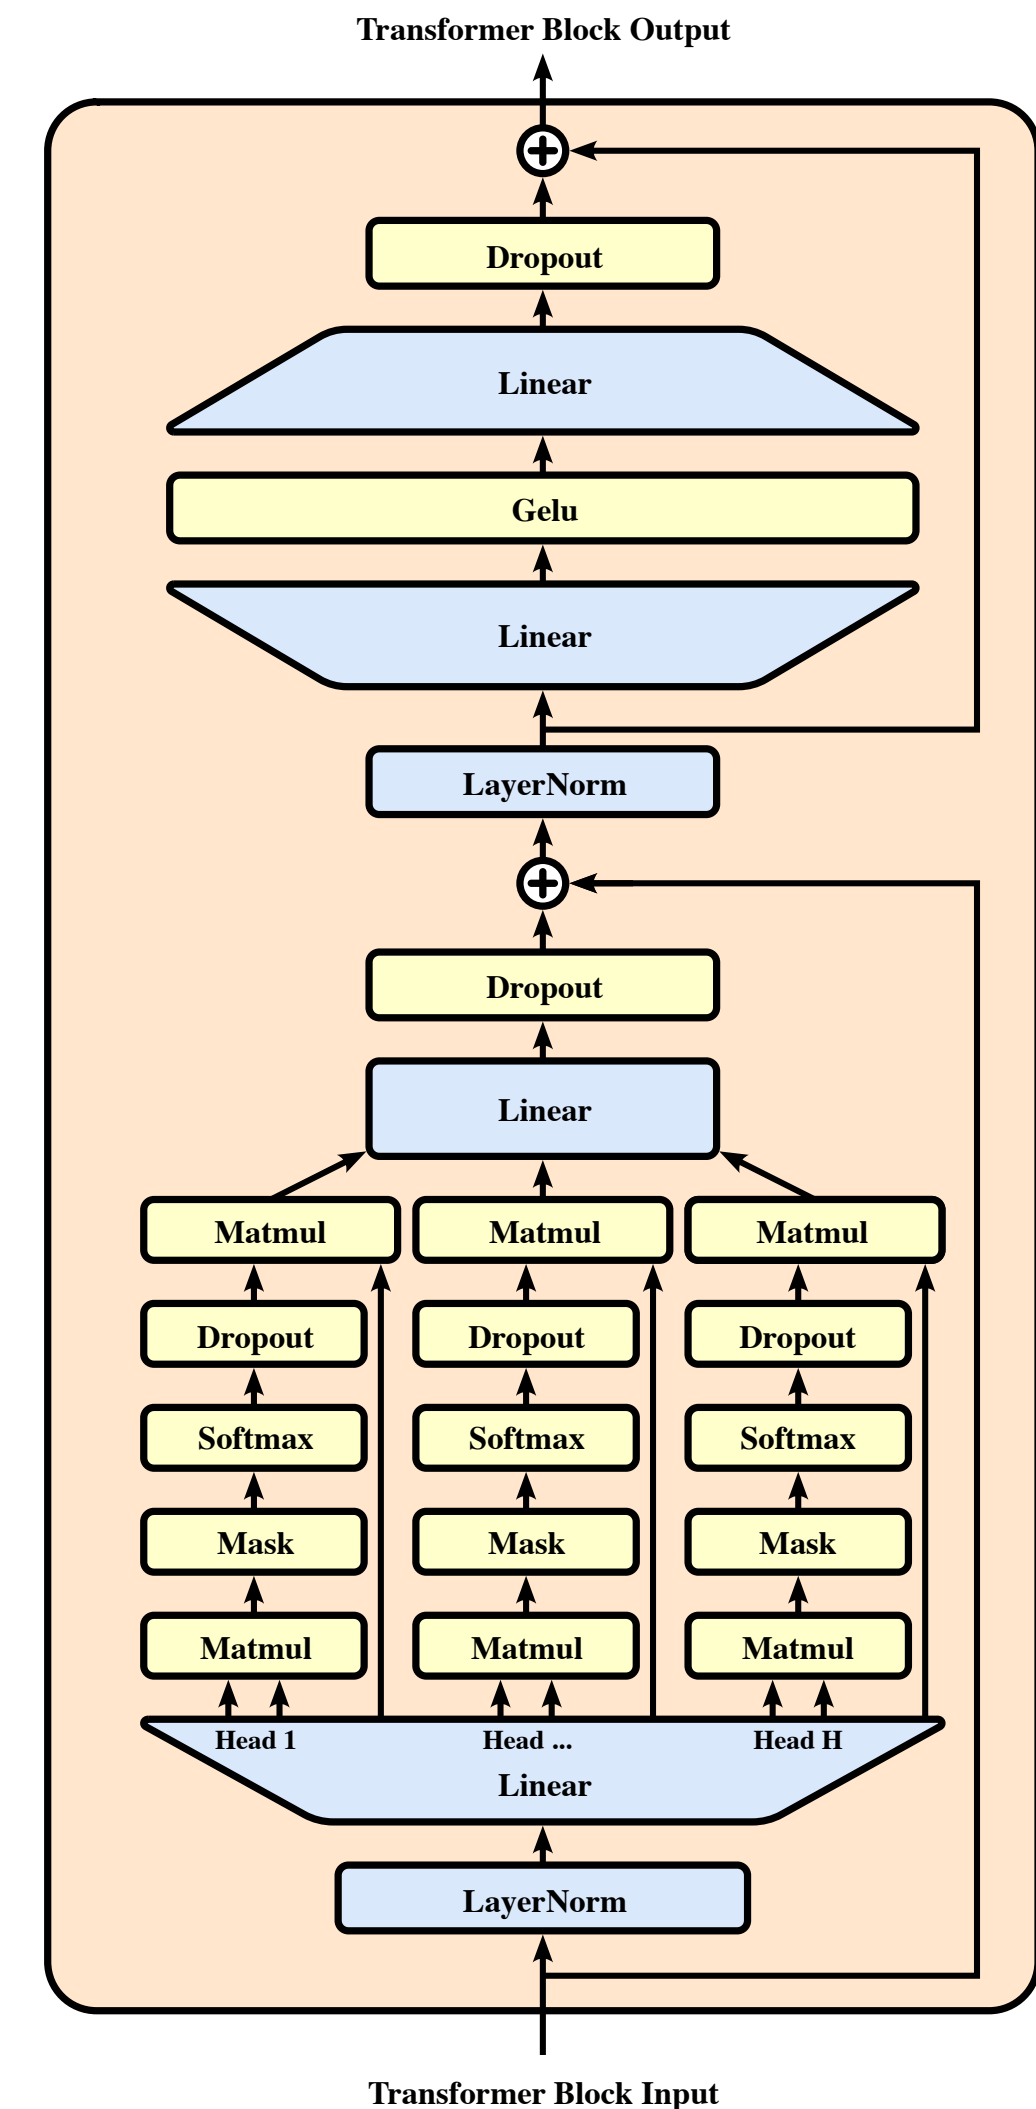 Transformer Block Output
Dropout
Linear
Gelu
Linear
LayerNorm
Dropout
Linear
Matmul Matmul Matmul
Dropout Dropout Dropout
Softmax Softmax Softmax
Mask Mask Mask
Matmul Matmul Matmul
Head 1 Head ... Head H
Linear
LayerNorm
Transformer Block Input